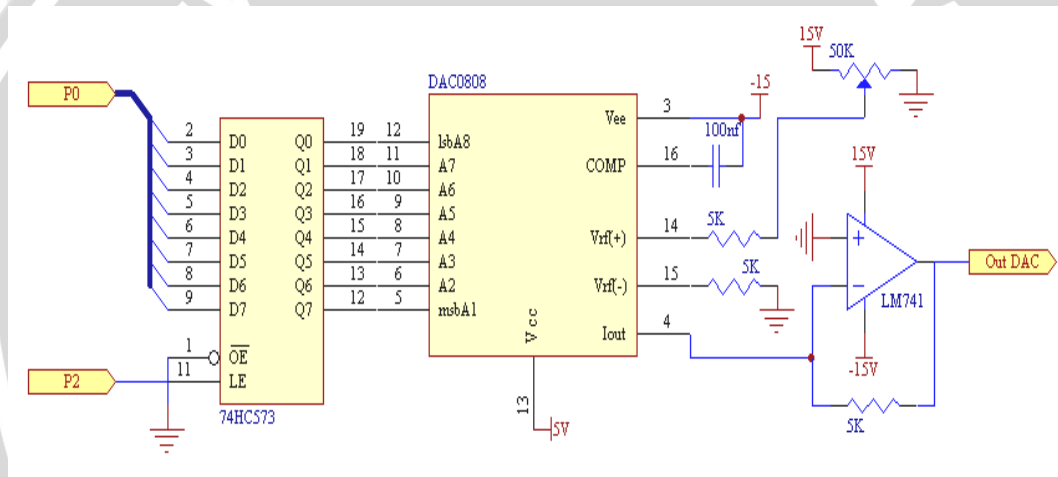 P0
2
3
4
5
6
7
8
9
D0
D1
D2
D3
D4
D5
D6
D7
Q0
Q1
Q2
Q3
Q4
Q5
Q6
Q7
1
11
OE
LE
74HC573
P2
19 12
18 11
17 10
16 9
15 8
14 7
13 6
12 5
DAC0808
lsbA8
A7
A6
A5
A4
A3
A2
msbA1
Vee
COMP
Vrf(+)
Vrf(-)
Iout
Vcc
13
5V
3
16
14
15
4
-15
100nf
5K
5K
15V
50K
15V
+
-
LM741
-15V
5K
Out DAC